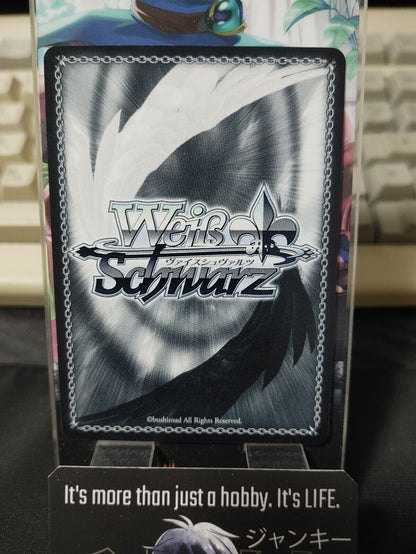 Weiß
ヴァイスシュヴァルツ
Schwarz
©bushiroad All Rights Reserved.
It's more than just a hobby. It's LIFE.
ジャンキー